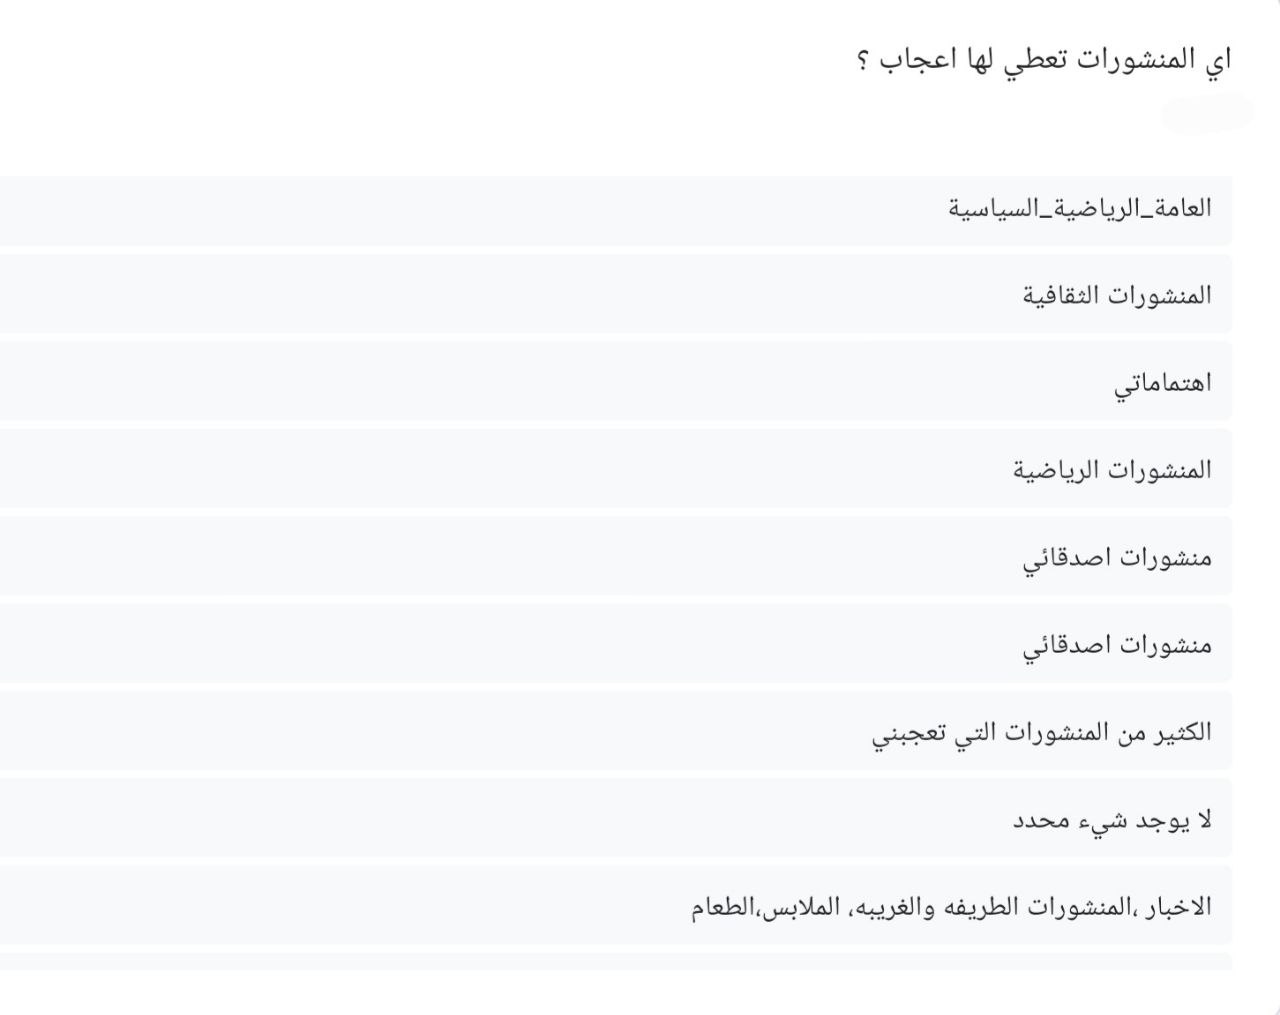 اي المنشورات تعطي لها اعجاب ؟
العامة_الرياضية_السياسية
المنشورات الثقافية
اهتماماتي
المنشورات الرياضية
منشورات اصدقائي
منشورات اصدقائي
الكثير من المنشورات التي تعجبني
لا يوجد شيء محدد
الاخبار ،المنشورات الطريفه والغريبه، الملابس،الطعام